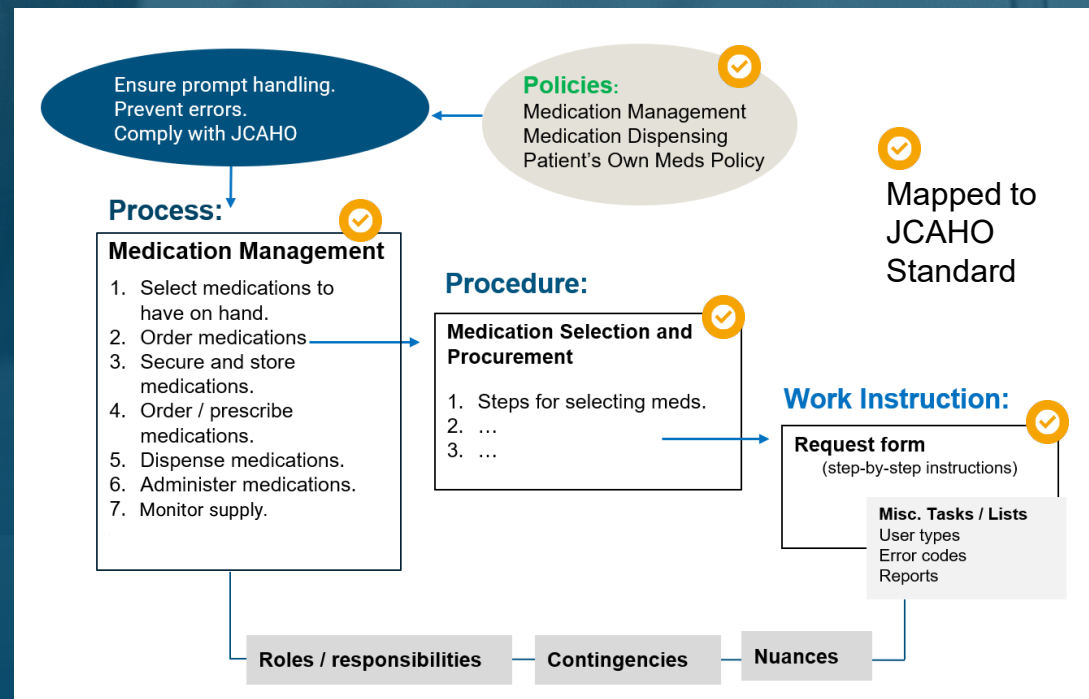 Ensure prompt handling.
Prevent errors.
Comply with JCAHO
Policies:
Medication Management
Medication Dispensing
Patient's Own Meds Policy
Mapped to
JCAHO
Standard
Process:
Medication Management
1. Select medications to
have on hand.
2. Order medications
3. Secure and store
medications.
4. Order / prescribe
medications.
5. Dispense medications.
6. Administer medications.
7. Monitor supply.
Procedure:
Medication Selection and
Procurement
1. Steps for selecting meds.
2. …
3. …
Work Instruction:
Request form
(step-by-step instructions)
Misc. Tasks / Lists
User types
Error codes
Reports
Roles / responsibilities
Contingencies
Nuances